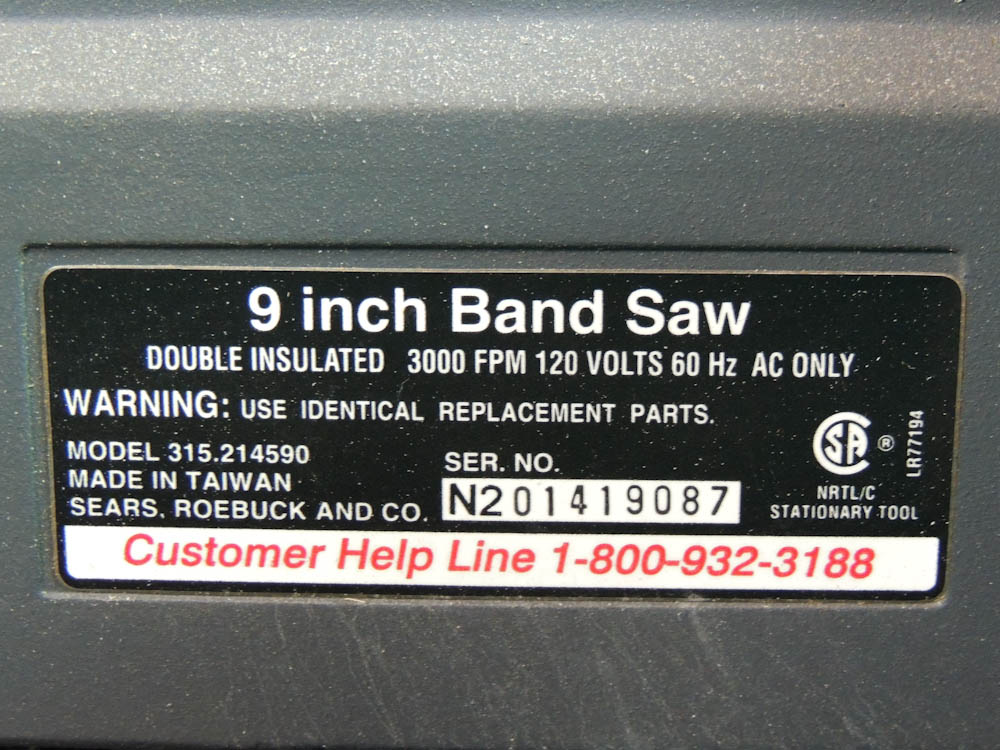 9 inch Band Saw
DOUBLE INSULATED 3000 FPM 120 VOLTS 60 Hz AC ONLY
WARNING: USE IDENTICAL REPLACEMENT PARTS.
MODEL 315.214590
MADE IN TAIWAN
SEARS, ROEBUCK AND CO.
SER. NO.
N201419087
SA ®
LR77194
NRTL/C
STATIONARY TOOL
Customer Help Line 1-800-932-3188